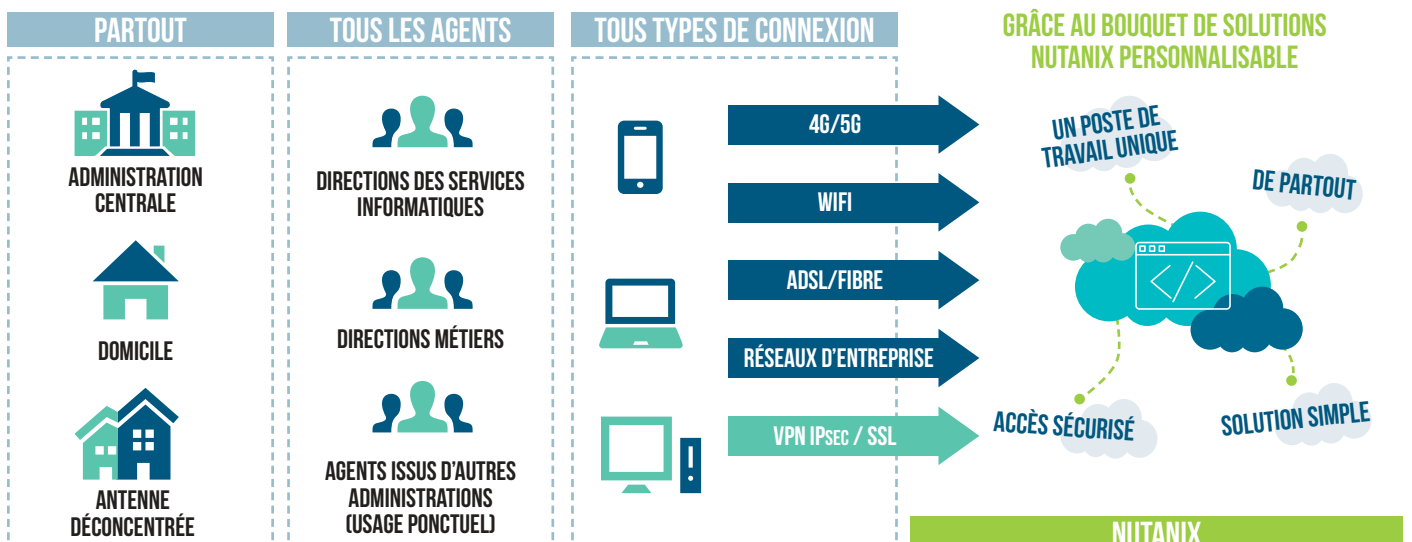 PARTOUT
ADMINISTRATION
CENTRALE
DOMICILE
ANTENNE
DÉCONCENTRÉE
TOUS LES AGENTS
DIRECTIONS DES SERVICES
INFORMATIQUES
DIRECTIONS MÉTIERS
AGENTS ISSUS D'AUTRES
ADMINISTRATIONS
(USAGE PONCTUEL)
TOUS TYPES DE CONNEXION
4G/5G
WIFI
ADSL/FIBRE
RÉSEAUX D'ENTREPRISE
VPN IPSEC / SSL
GRÂCE AU BOUQUET DE SOLUTIONS
NUTANIX PERSONNALISABLE
UN POSTE DE
TRAVAIL UNIQUE
DE PARTOUT
</>
ACCÈS SÉCURISÉ
SOLUTION SIMPLE
NUTANIX